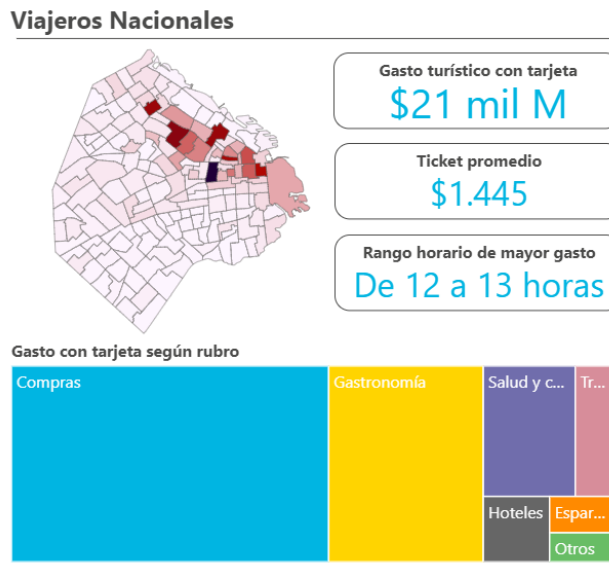 Viajeros Nacionales
Gasto turístico con tarjeta
$21 mil M
Ticket promedio
$1.445
Rango horario de mayor gasto
De 12 a 13 horas
Gasto con tarjeta según rubro
Compras
Gastronomía
Salud y c...
Tr...
Hoteles
Espar...
Otros